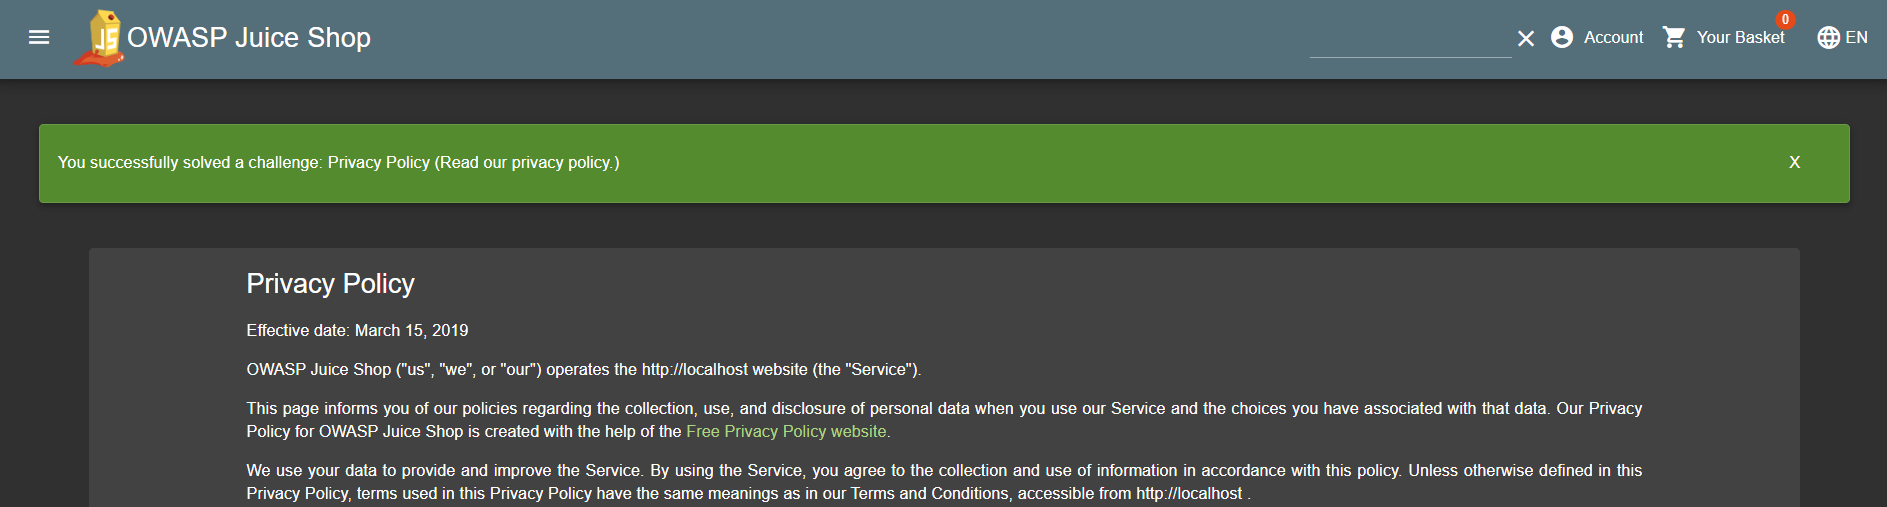 JS
OWASP Juice Shop
Account
Your Basket
0
EN
You successfully solved a challenge: Privacy Policy (Read our privacy policy.)
X
Privacy Policy
Effective date: March 15, 2019
OWASP Juice Shop ("us", "we", or "our") operates the http://localhost website (the "Service").
This page informs you of our policies regarding the collection, use, and disclosure of personal data when you use our Service and the choices you have associated with that data. Our Privacy
Policy for OWASP Juice Shop is created with the help of the Free Privacy Policy website.
We use your data to provide and improve the Service. By using the Service, you agree to the collection and use of information in accordance with this policy. Unless otherwise defined in this
Privacy Policy, terms used in this Privacy Policy have the same meanings as in our Terms and Conditions, accessible from http://localhost .